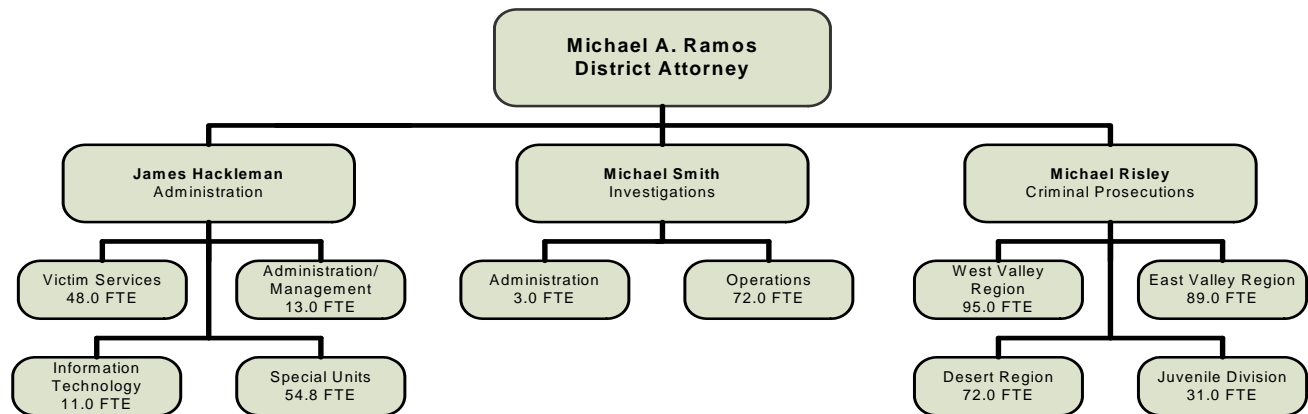 Michael A. Ramos
District Attorney
James Hackleman
Administration
Michael Smith
Investigations
Michael Risley
Criminal Prosecutions
Victim Services
48.0 FTE
Administration/
Management
13.0 FTE
Administration
3.0 FTE
Operations
72.0 FTE
West Valley
Region
95.0 FTE
East Valley Region
89.0 FTE
Information
Technology
11.0 FTE
Special Units
54.8 FTE
Desert Region
72.0 FTE
Juvenile Division
31.0 FTE